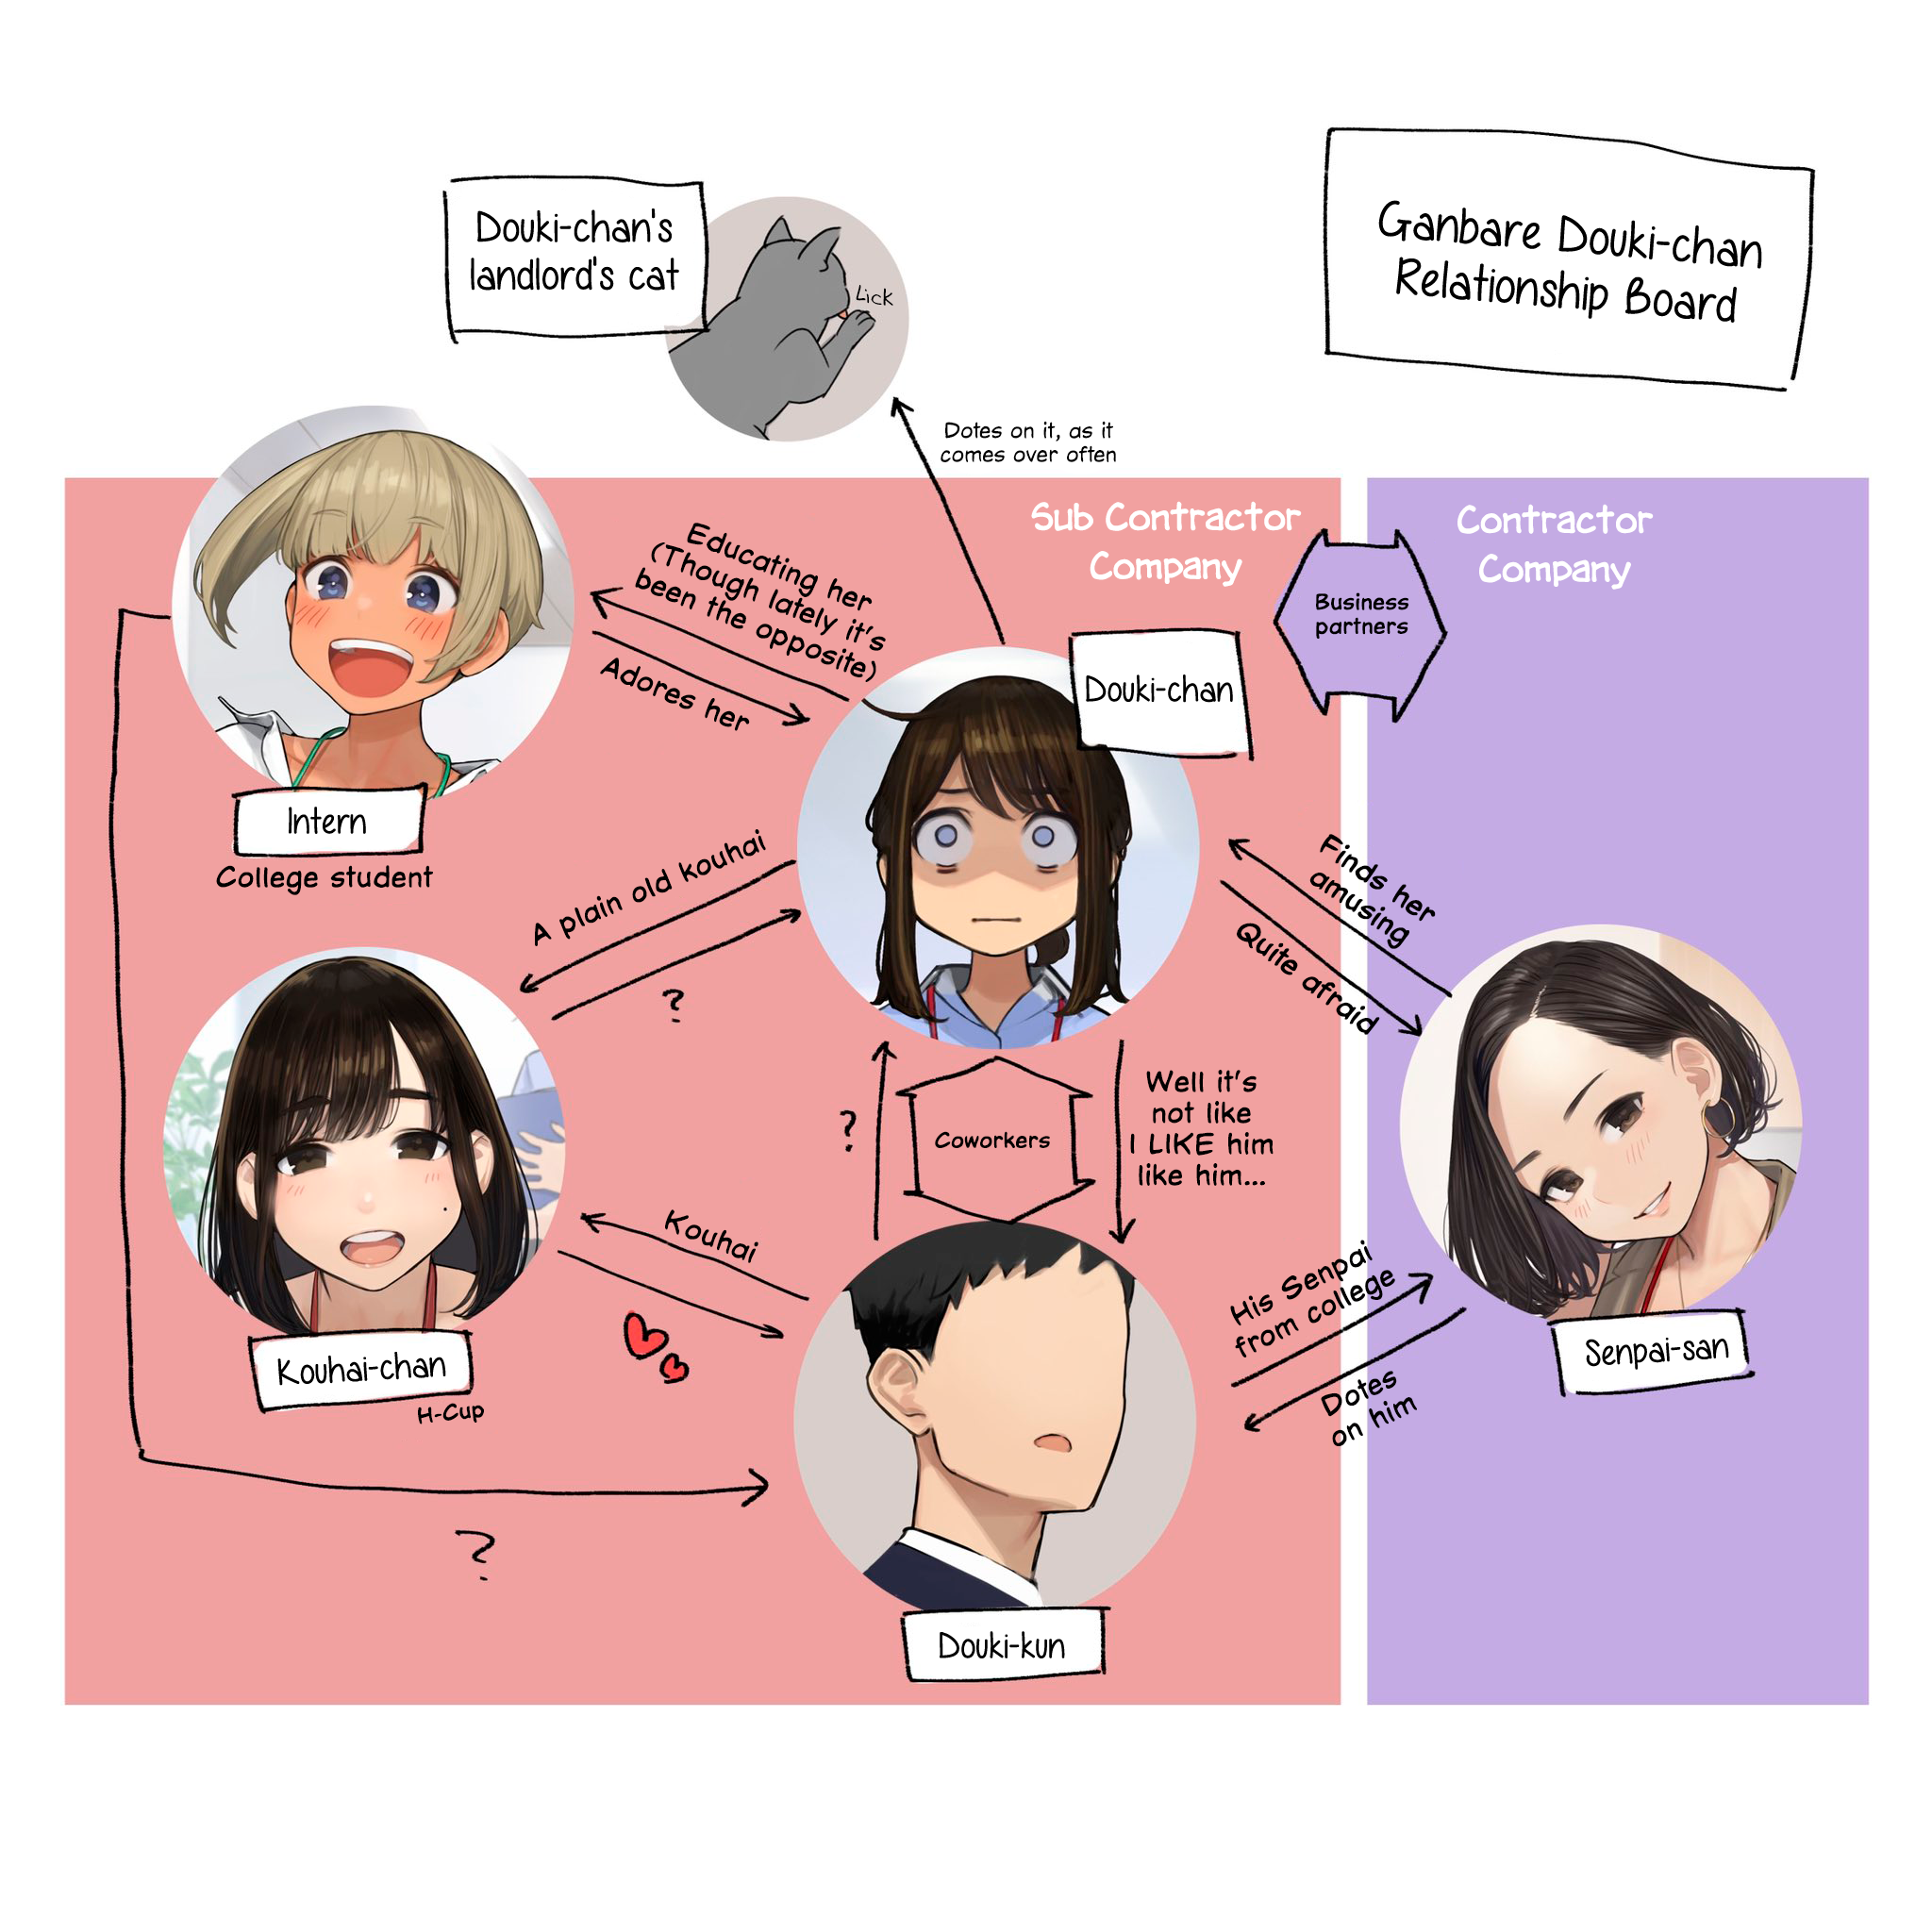 Ganbare Douki-chan
Relationship Board
Douki-chan's
landlord's cat
Lick
Dotes on it, as it
comes over often
Sub Contractor
Company
Contractor
Company
Business
partners
Educating her
(Though lately it's
been the opposite)
Adores her
Douki-chan
Intern
College student
A plain old kouhai
?
Finds her
amusing
Quite afraid
Coworkers
?
Well it's
not like
I LIKE him
like him...
Kouhai
Kouhai-chan
H-Cup
His Senpai
from college
Dotes
on him
Senpai-san
?
Douki-kun